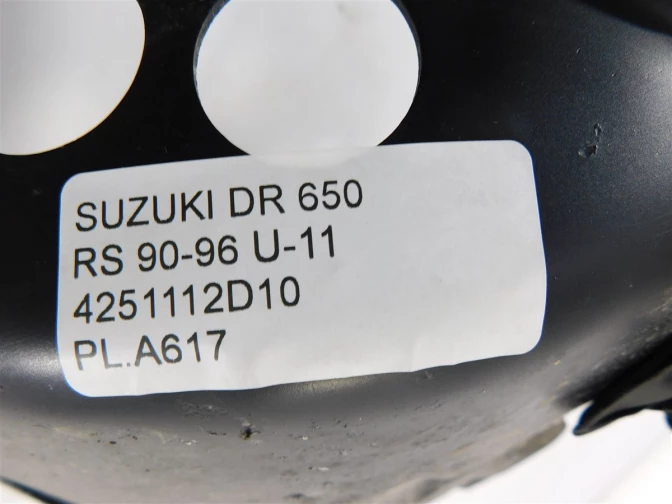 SUZUKI DR 650
RS 90-96 U-11
4251112D10
PL.A617